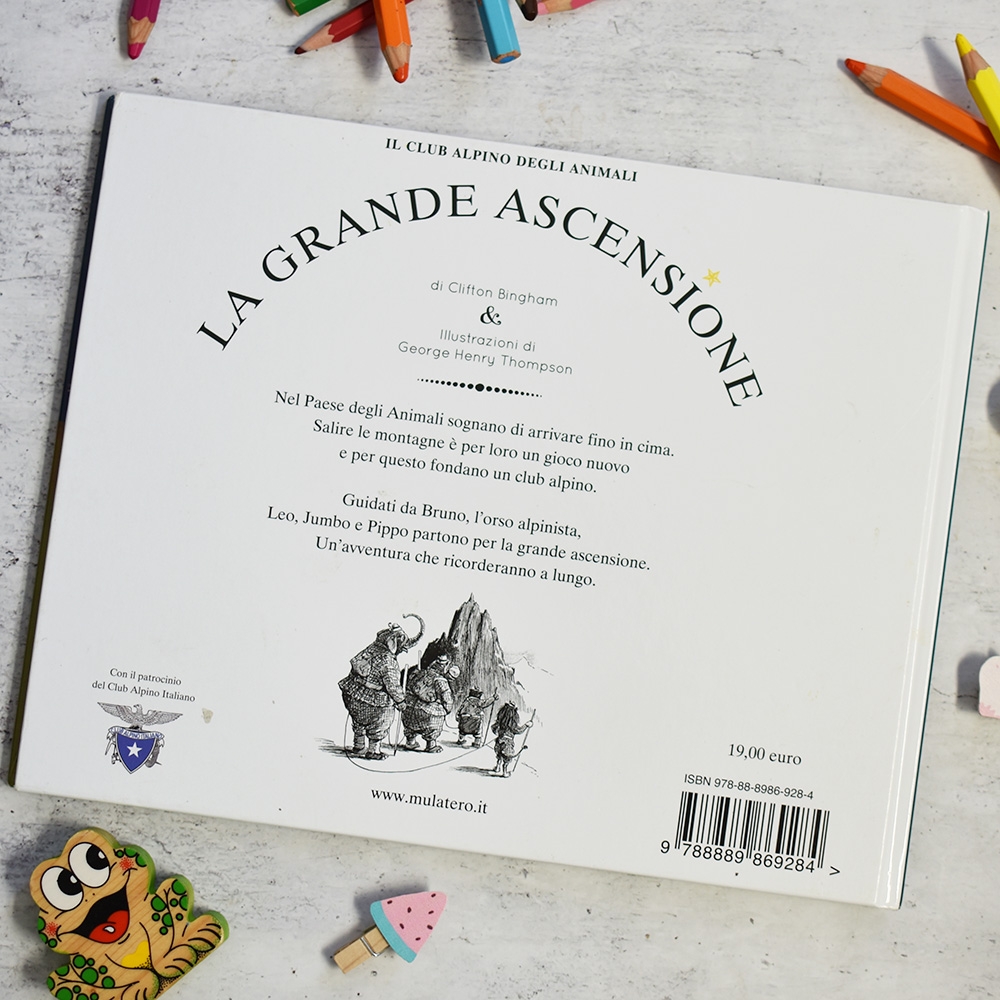 IL CLUB ALPINO DEGLI ANIMALI
LA GRANDE ASCENSIONE
di Clifton Bingham
&
Illustrazioni di
George Henry Thompson
Nel Paese degli Animali sognano di arrivare fino in cima.
Salire le montagne è per loro un gioco nuovo
e per questo fondano un club alpino.
Guidati da Bruno, l'orso alpinista,
Leo, Jumbo e Pippo partono per la grande ascensione.
Un'avventura che ricorderanno a lungo.
Con il patrocinio
del Club Alpino Italiano
CLUB ALPINO ITALIANO
www.mulatero.it
19,00 euro
ISBN 978-88-8986-928-4
9 788889 869284 >